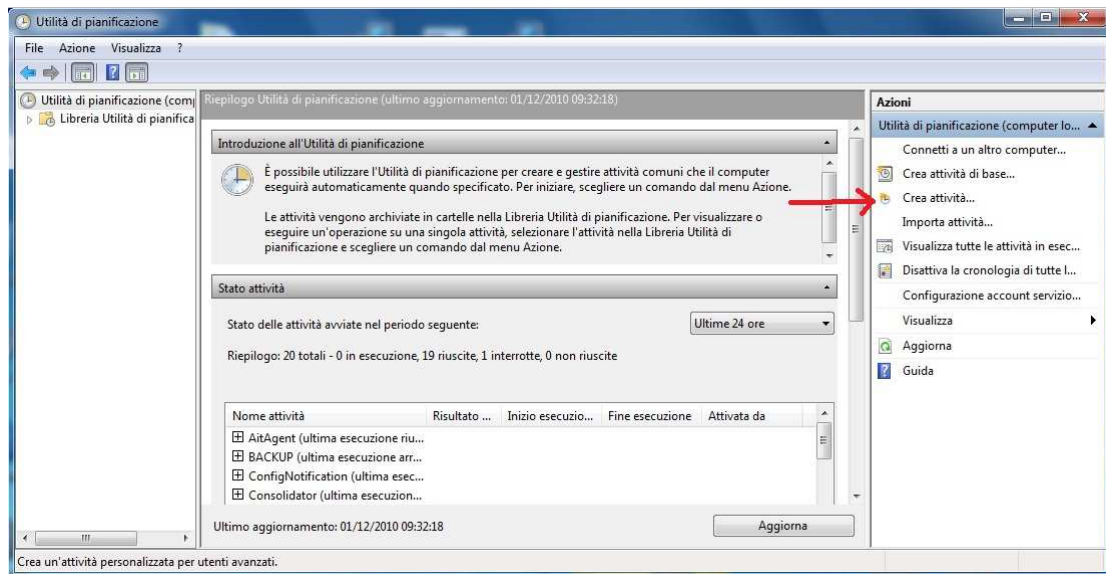 Utilità di pianificazione
File Azione Visualizza ?
Utilità di pianificazione (comp
Libreria Utilità di pianifica
Riepilogo Utilità di pianificazione (ultimo aggiornamento: 01/12/2010 09:32:18)
Introduzione all'Utilità di pianificazione
È possibile utilizzare l'Utilità di pianificazione per creare e gestire attività comuni che il computer
eseguirà automaticamente quando specificato. Per iniziare, scegliere un comando dal menu Azione.
Le attività vengono archiviate in cartelle nella Libreria Utilità di pianificazione. Per visualizzare o
eseguire un'operazione su una singola attività, selezionare l'attività nella Libreria Utilità di
pianificazione e scegliere un comando dal menu Azione.
Stato attività
Stato delle attività avviate nel periodo seguente:
Ultime 24 ore
Riepilogo: 20 totali - 0 in esecuzione, 19 riuscite, 1 interrotte, 0 non riuscite
Nome attività Risultato ... Inizio esecuzio... Fine esecuzione Attivata da
AitAgent (ultima esecuzione riu...
BACKUP (ultima esecuzione arr...
ConfigNotification (ultima esec...
Consolidator (ultima esecuzion...
Ultimo aggiornamento: 01/12/2010 09:32:18
Aggiorna
Azioni
Utilità di pianificazione (computer lo...
Connetti a un altro computer...
Crea attività di base...
Crea attività...
Importa attività...
Visualizza tutte le attività in esec...
Disattiva la cronologia di tutte l...
Configurazione account servizio...
Visualizza
Aggiorna
Guida
Crea un'attività personalizzata per utenti avanzati.